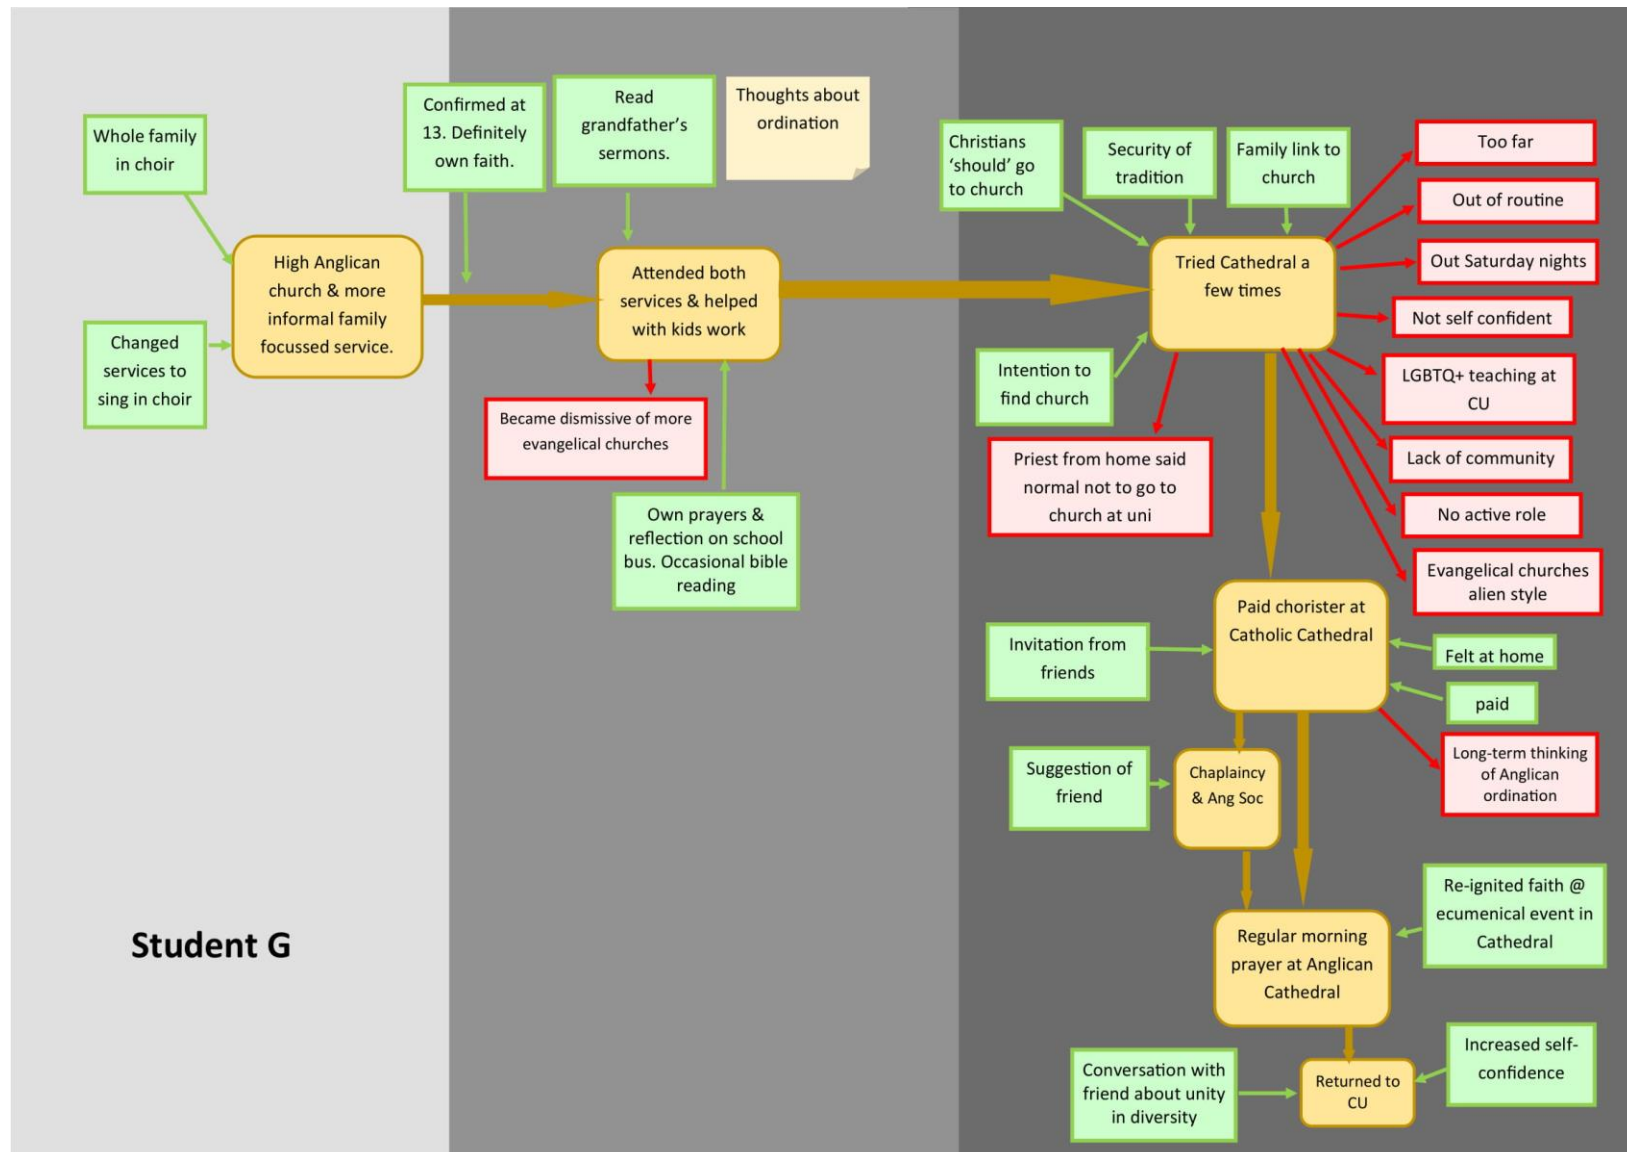 Whole family
in choir
High Anglican
church & more
informal family
focussed service.
Changed
services to
sing in choir
Student G
Confirmed at
13. Definitely
own faith.
Read
grandfather’s
sermons.
Thoughts about
ordination
Attended both
services & helped
with kids work
Became dismissive of more
evangelical churches
Own prayers &
reflection on school
bus. Occasional bible
reading
Christians
‘should’ go
to church
Security of
tradition
Family link to
church
Tried Cathedral a
few times
Intention to
find church
Priest from home said
normal not to go to
church at uni
Too far
Out of routine
Out Saturday nights
Not self confident
LGBTQ+ teaching at
CU
Lack of community
No active role
Evangelical churches
alien style
Paid chorister at
Catholic Cathedral
Invitation from
friends
Felt at home
paid
Long-term thinking
of Anglican
ordination
Suggestion of
friend
Chaplaincy
& Ang Soc
Regular morning
prayer at Anglican
Cathedral
Re-ignited faith @
ecumenical event in
Cathedral
Conversation with
friend about unity
in diversity
Returned to
CU
Increased self-
confidence